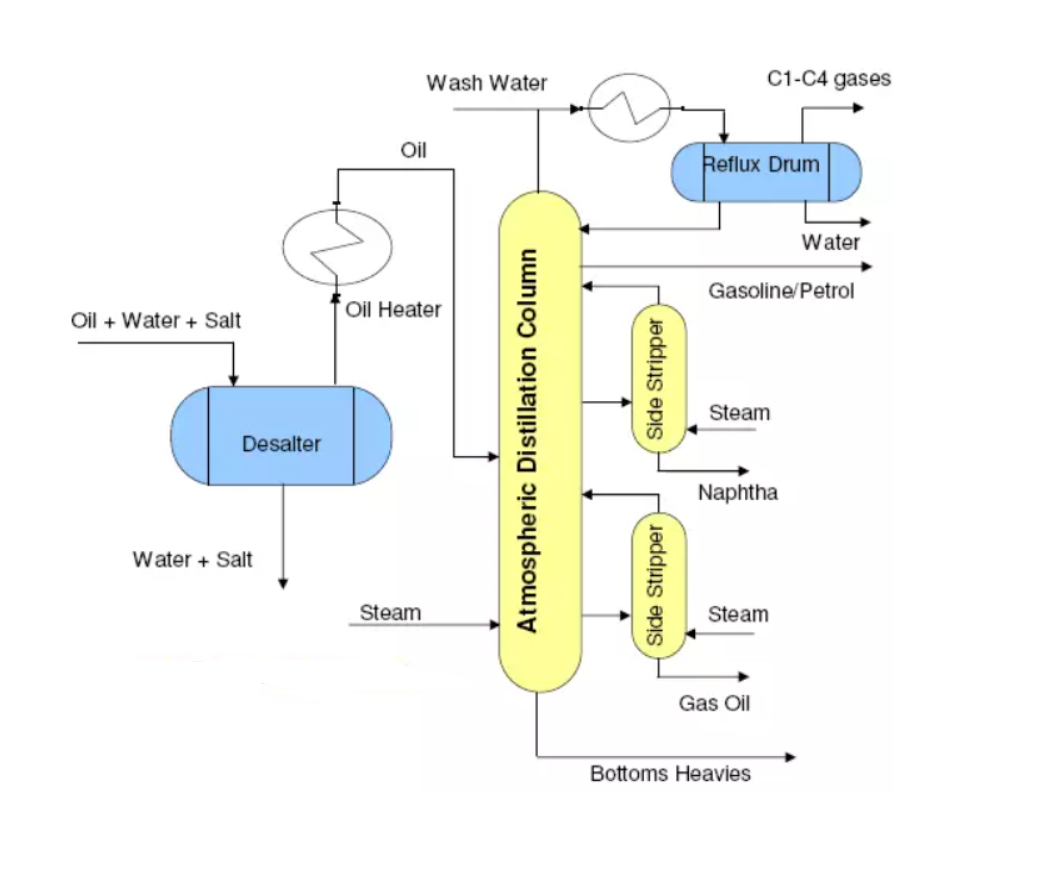 Wash Water
C1-C4 gases
Oil
Reflux Drum
Water
Gasoline/Petrol
Oil Heater
Oil + Water + Salt
Desalter
Atmospheric Distillation Column
Side Stripper
Steam
Naphtha
Water + Salt
Side Stripper
Steam
Steam
Gas Oil
Bottoms Heavies